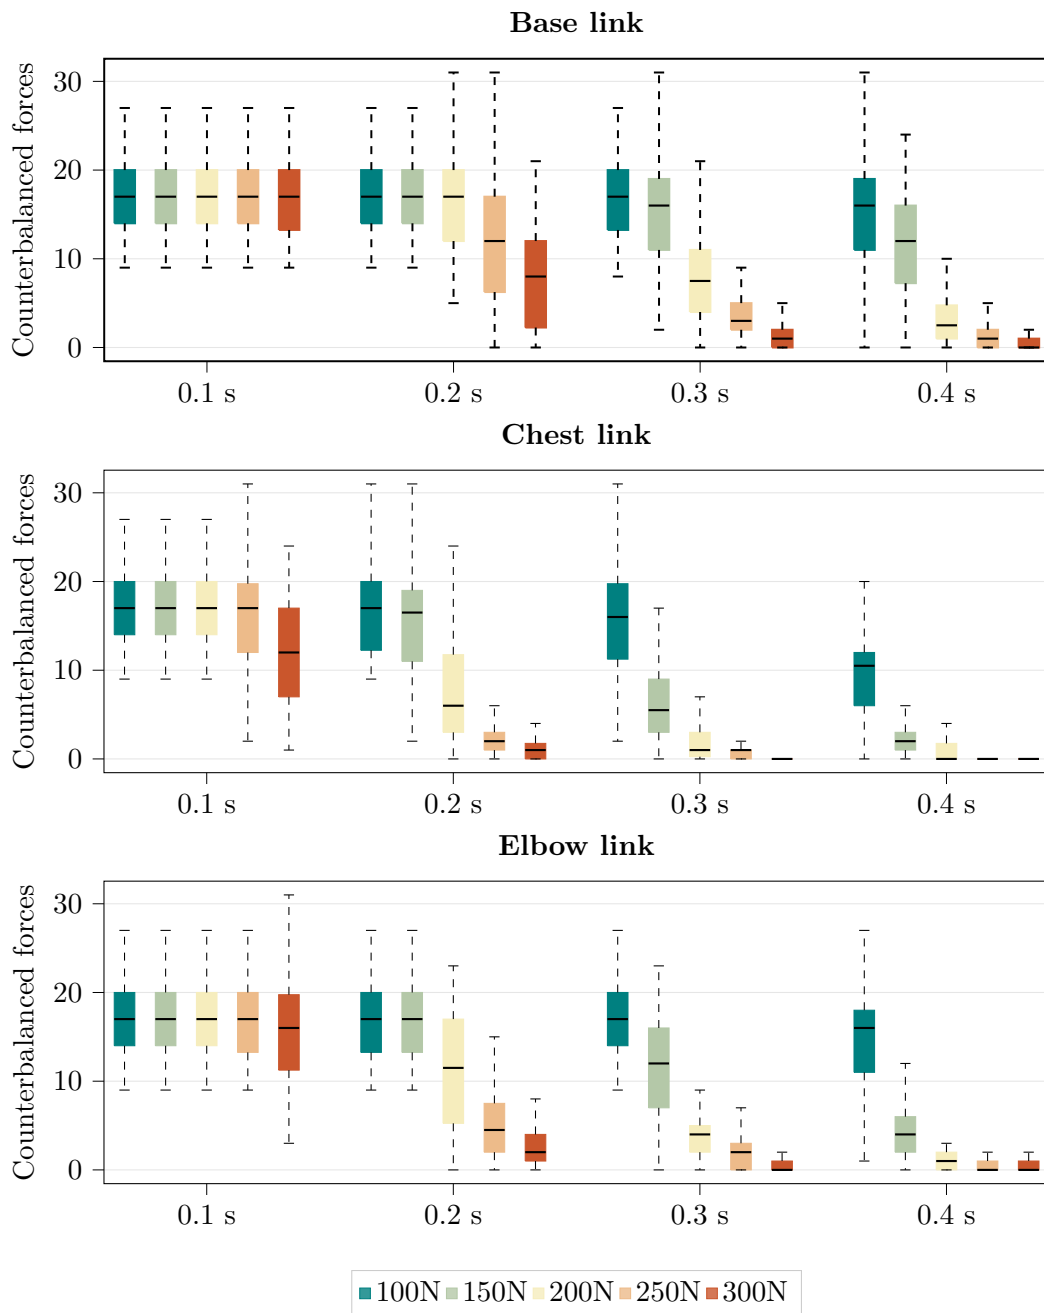 Base link
Counterbalanced forces
30
20
10
0
0.1 s 0.2 s 0.3 s 0.4 s
Chest link
Counterbalanced forces
30
20
10
0
0.1 s 0.2 s 0.3 s 0.4 s
Elbow link
Counterbalanced forces
30
20
10
0
0.1 s 0.2 s 0.3 s 0.4 s
100N 150N 200N 250N 300N